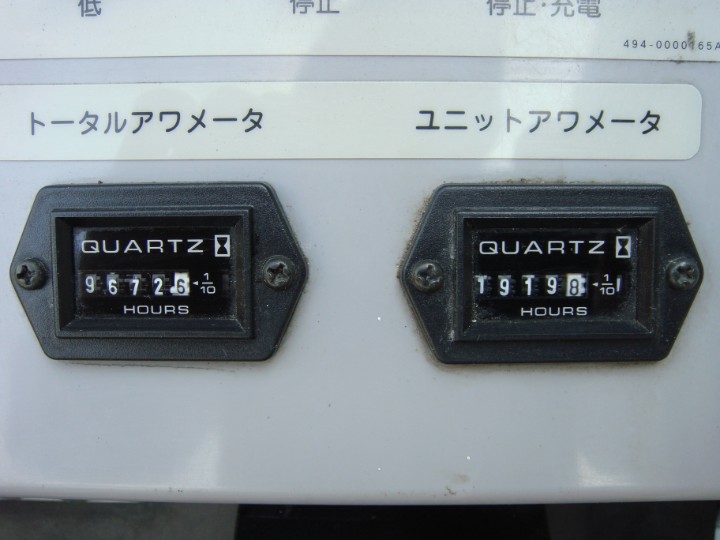 低 停止 停止・充電
494-0000165A
トータルアワメータ ユニットアワメータ
QUARTZ
96726 1/10
HOURS
QUARTZ
19198 1/10
HOURS